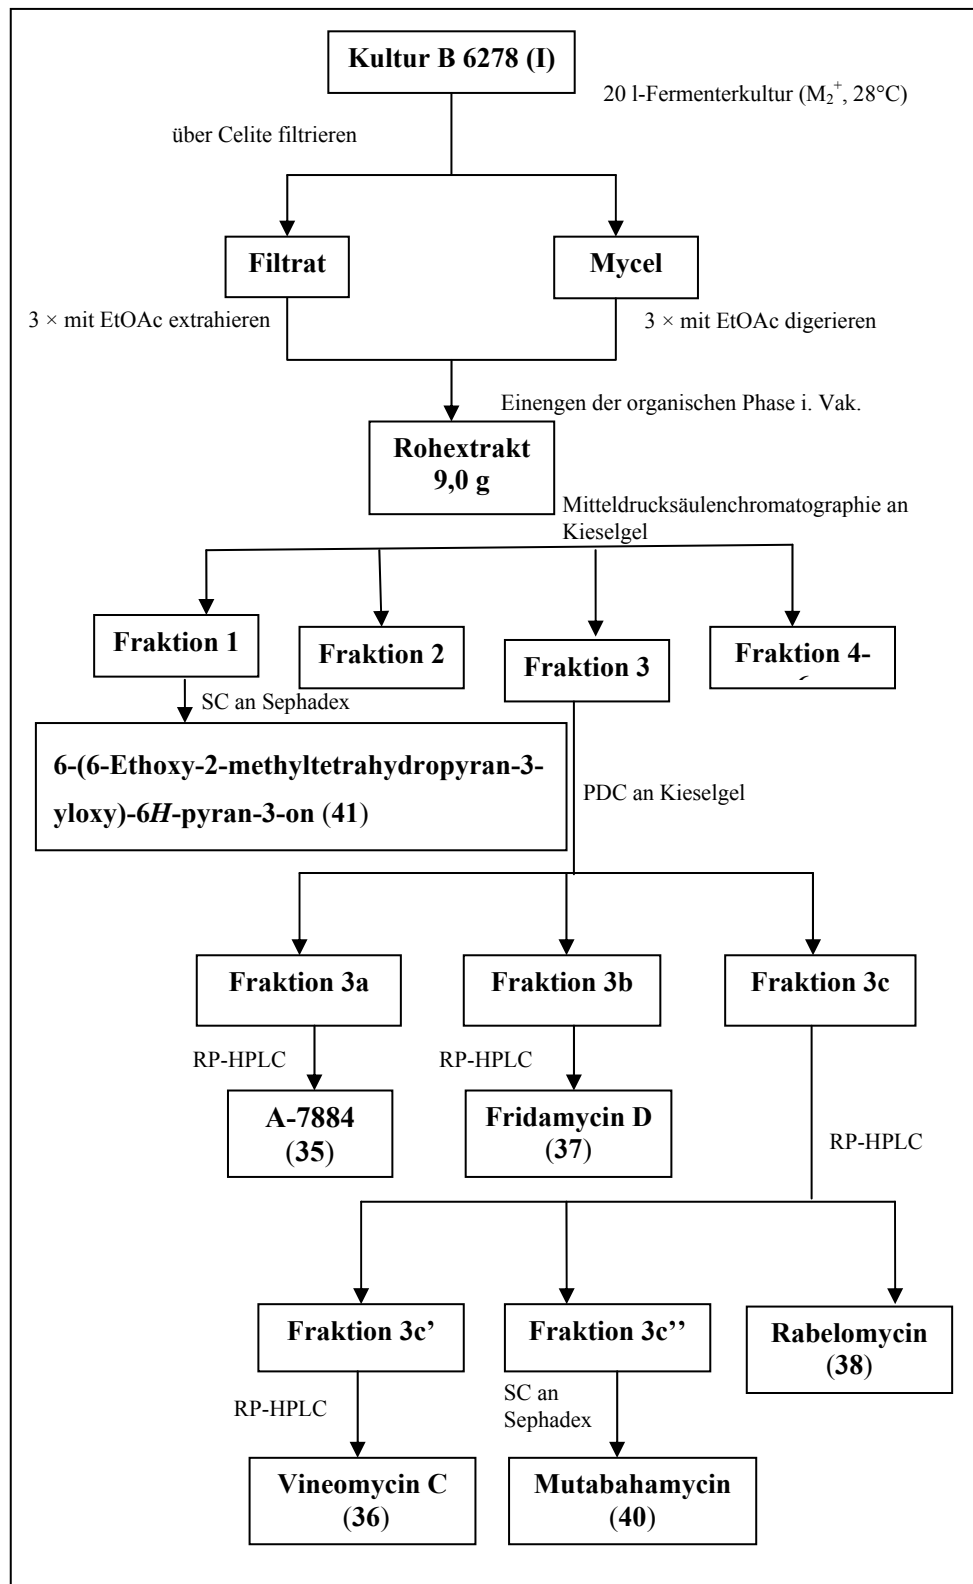 Kultur B 6278 (I)
20 l-Fermenterkultur (M₂⁺, 28°C)
über Celite filtrieren
Filtrat
Mycel
3 × mit EtOAc extrahieren
3 × mit EtOAc digerieren
Einengen der organischen Phase i. Vak.
Rohextrakt
9,0 g
Mitteldrucksäulenchromatographie an
Kieselgel
Fraktion 1
Fraktion 2
Fraktion 3
Fraktion 4-
SC an Sephadex
6-(6-Ethoxy-2-methyltetrahydropyran-3-
yloxy)-6H-pyran-3-on (41)
PDC an Kieselgel
Fraktion 3a
Fraktion 3b
Fraktion 3c
RP-HPLC
RP-HPLC
A-7884
(35)
Fridamycin D
(37)
RP-HPLC
Fraktion 3c’
Fraktion 3c’’
Rabelomycin
(38)
RP-HPLC
SC an
Sephadex
Vineomycin C
(36)
Mutabahamycin
(40)